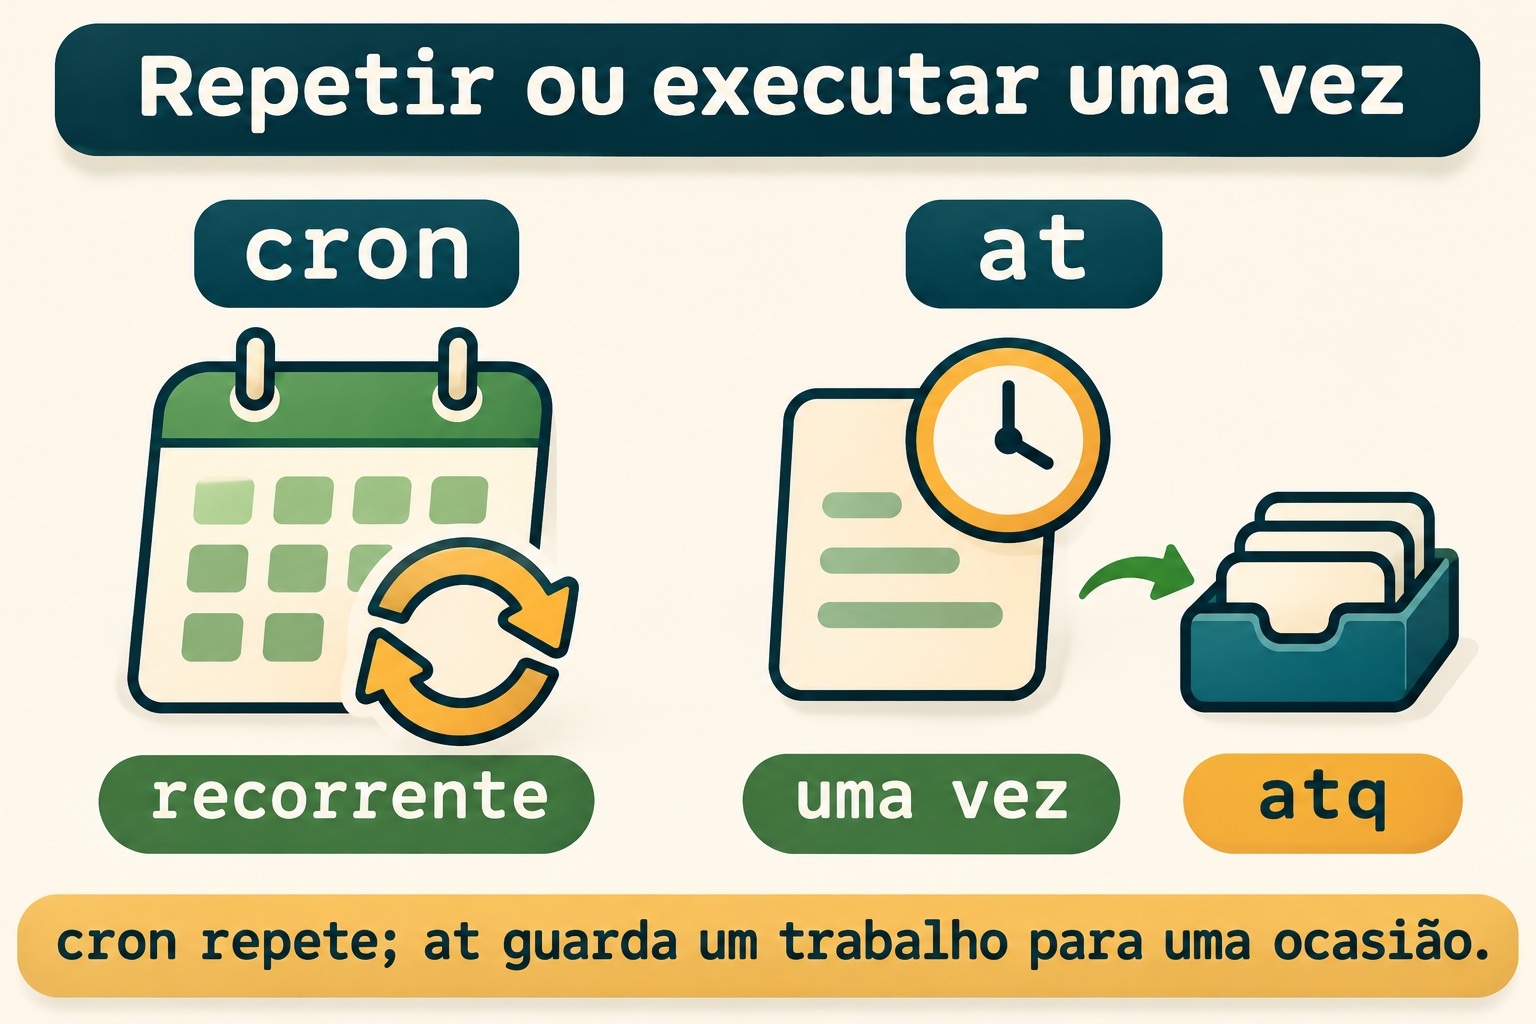 Repetir ou executar uma vez
cron
at
recorrente
uma vez
atq
cron repete; at guarda um trabalho para uma ocasião.